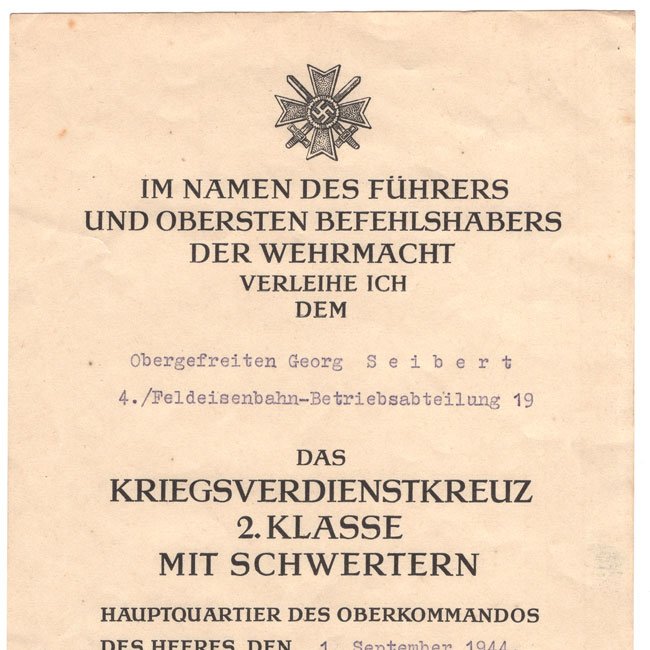 IM NAMEN DES FÜHRERS
UND OBERSTEN BEFEHLSHABERS
DER WEHRMACHT
VERLEIHE ICH
DEM
Obergefreiten Georg S e i b e r t
4./Feldeisenbahn-Betriebsabteilung 19
DAS
KRIEGSVERDIENSTKREUZ
2. KLASSE
MIT SCHWERTERN
HAUPTQUARTIER DES OBERKOMMANDOS
DES HEERES, DEN 1. September 1944